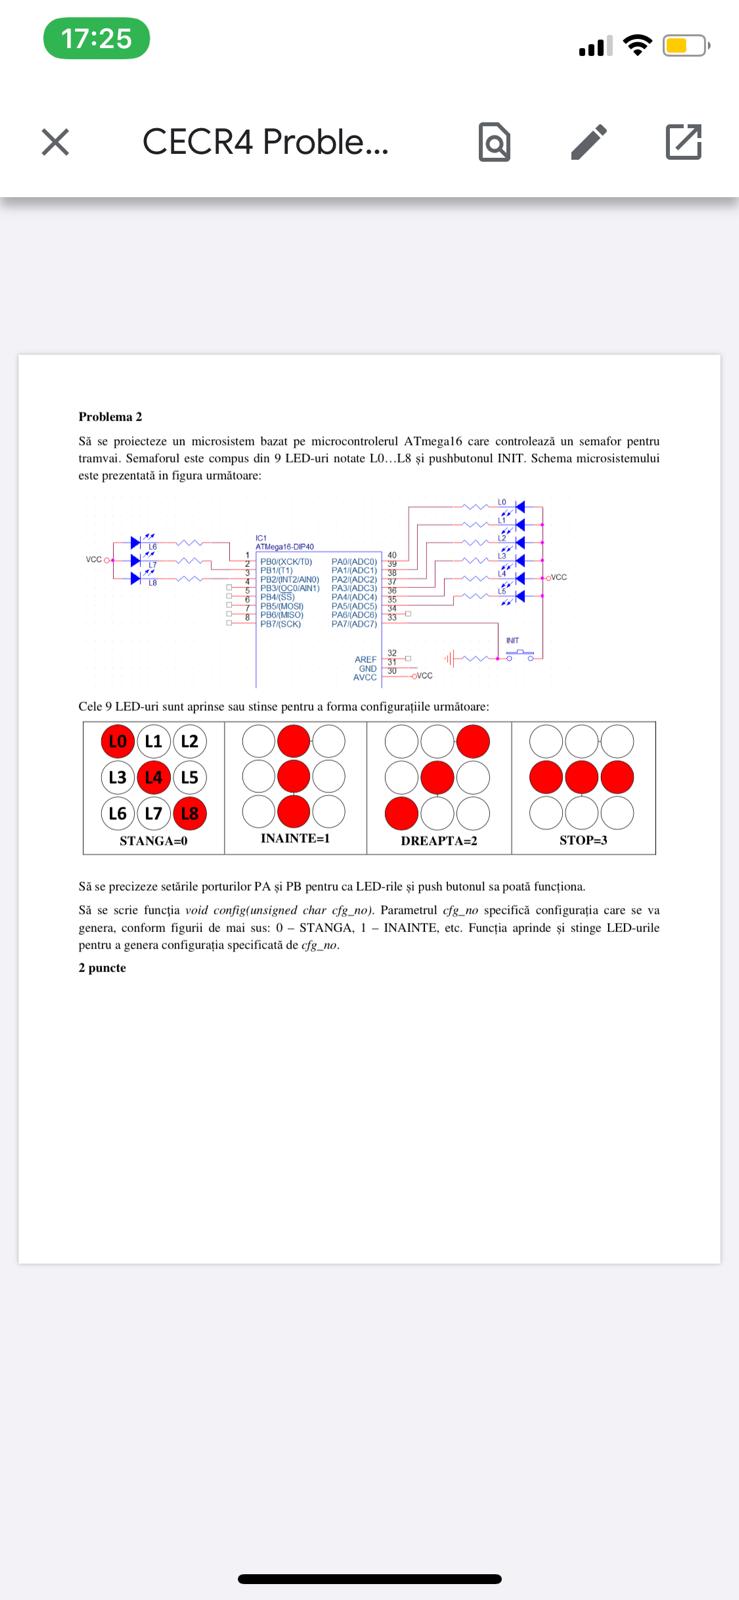 17:25
CECR4 Proble...
Problema 2
Să se proiecteze un microsistem bazat pe microcontrolerul ATmega16 care controlează un semafor pentru
tramvai. Semaforul este compus din 9 LED-uri notate L0…L8 și pushbutonul INIT. Schema microsistemului
este prezentata in figura următoare:
L0
L1
L2
L3
L4
L5
VCC
L6
L7
L8
VCC
IC1
ATMega16-DIP40
1
2
3
4
5
6
7
8
PB0/(XCK/T0)
PB1/(T1)
PB2/(INT2/AIN0)
PB3/(OC0/AIN1)
PB4/(SS)
PB5/(MOSI)
PB6/(MISO)
PB7/(SCK)
PA0/(ADC0)
PA1/(ADC1)
PA2/(ADC2)
PA3/(ADC3)
PA4/(ADC4)
PA5/(ADC5)
PA6/(ADC6)
PA7/(ADC7)
40
39
38
37
36
35
34
33
INIT
AREF
GND
AVCC
32
31
30
VCC
Cele 9 LED-uri sunt aprinse sau stinse pentru a forma configurațiile următoare:
L0 L1 L2
L3 L4 L5
L6 L7 L8
STANGA=0
INAINTE=1
DREAPTA=2
STOP=3
Să se precizeze setările porturilor PA și PB pentru ca LED-rile și push butonul sa poată funcționa.
Să se scrie funcția void config(unsigned char cfg_no). Parametrul cfg_no specifică configurația care se va
genera, conform figurii de mai sus: 0 – STANGA, 1 – INAINTE, etc. Funcția aprinde și stinge LED-urile
pentru a genera configurația specificată de cfg_no.
2 puncte